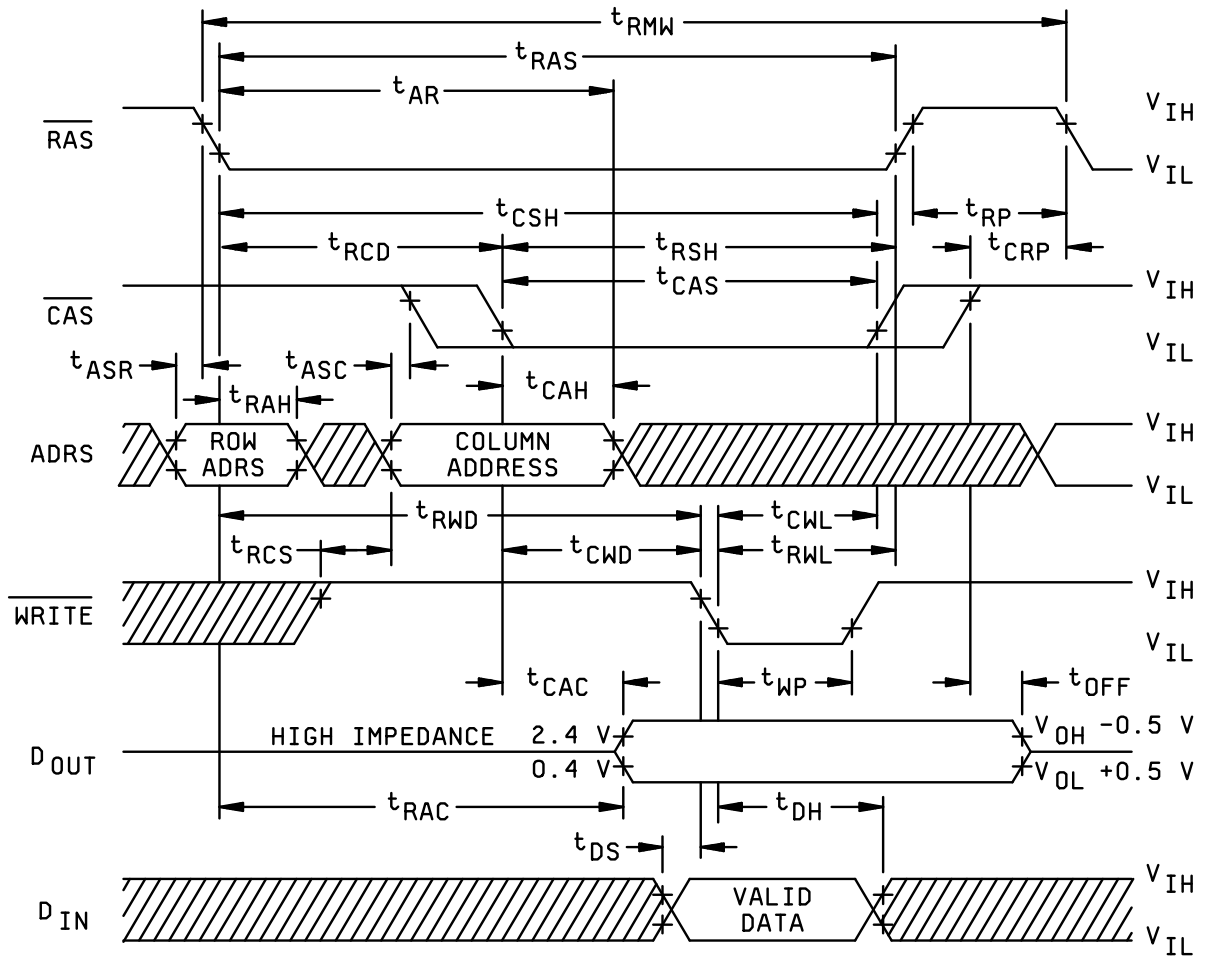 tRMW
tRAS
tAR
RAS
VIH
VIL
tCSH
tRP
tRCD
tRSH
tCRP
tCAS
CAS
VIH
VIL
tASR
tASC
tCAH
tRAH
ADRS
ROW
ADRS
COLUMN
ADDRESS
VIH
VIL
tRWD
tCWL
tRCS
tCWD
tRWL
WRITE
VIH
VIL
tCAC
tWP
tOFF
DOUT
HIGH IMPEDANCE
2.4 V
0.4 V
VOH -0.5 V
VOL +0.5 V
tRAC
tDH
tDS
DIN
VALID
DATA
VIH
VIL